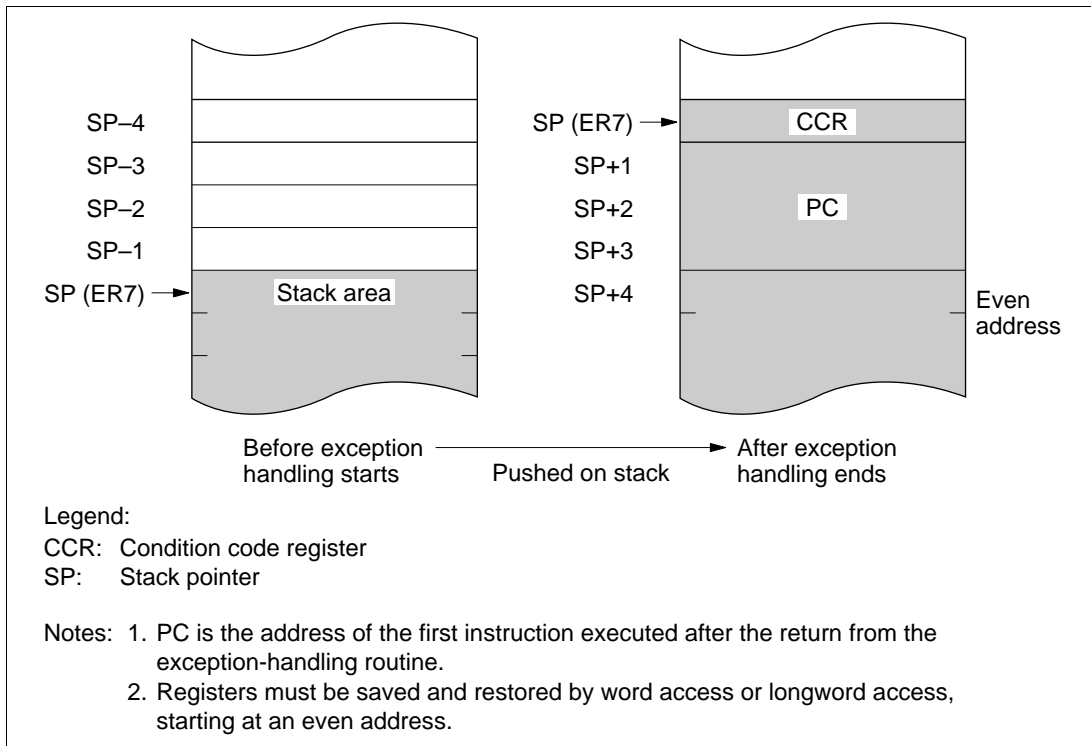 SP–4
SP–3
SP–2
SP–1
SP (ER7)
Stack area
SP (ER7)
SP+1
SP+2
SP+3
SP+4
CCR
PC
Even
address
Before exception
handling starts
Pushed on stack
After exception
handling ends
Legend:
CCR: Condition code register
SP: Stack pointer
Notes: 1. PC is the address of the first instruction executed after the return from the
exception-handling routine.
2. Registers must be saved and restored by word access or longword access,
starting at an even address.